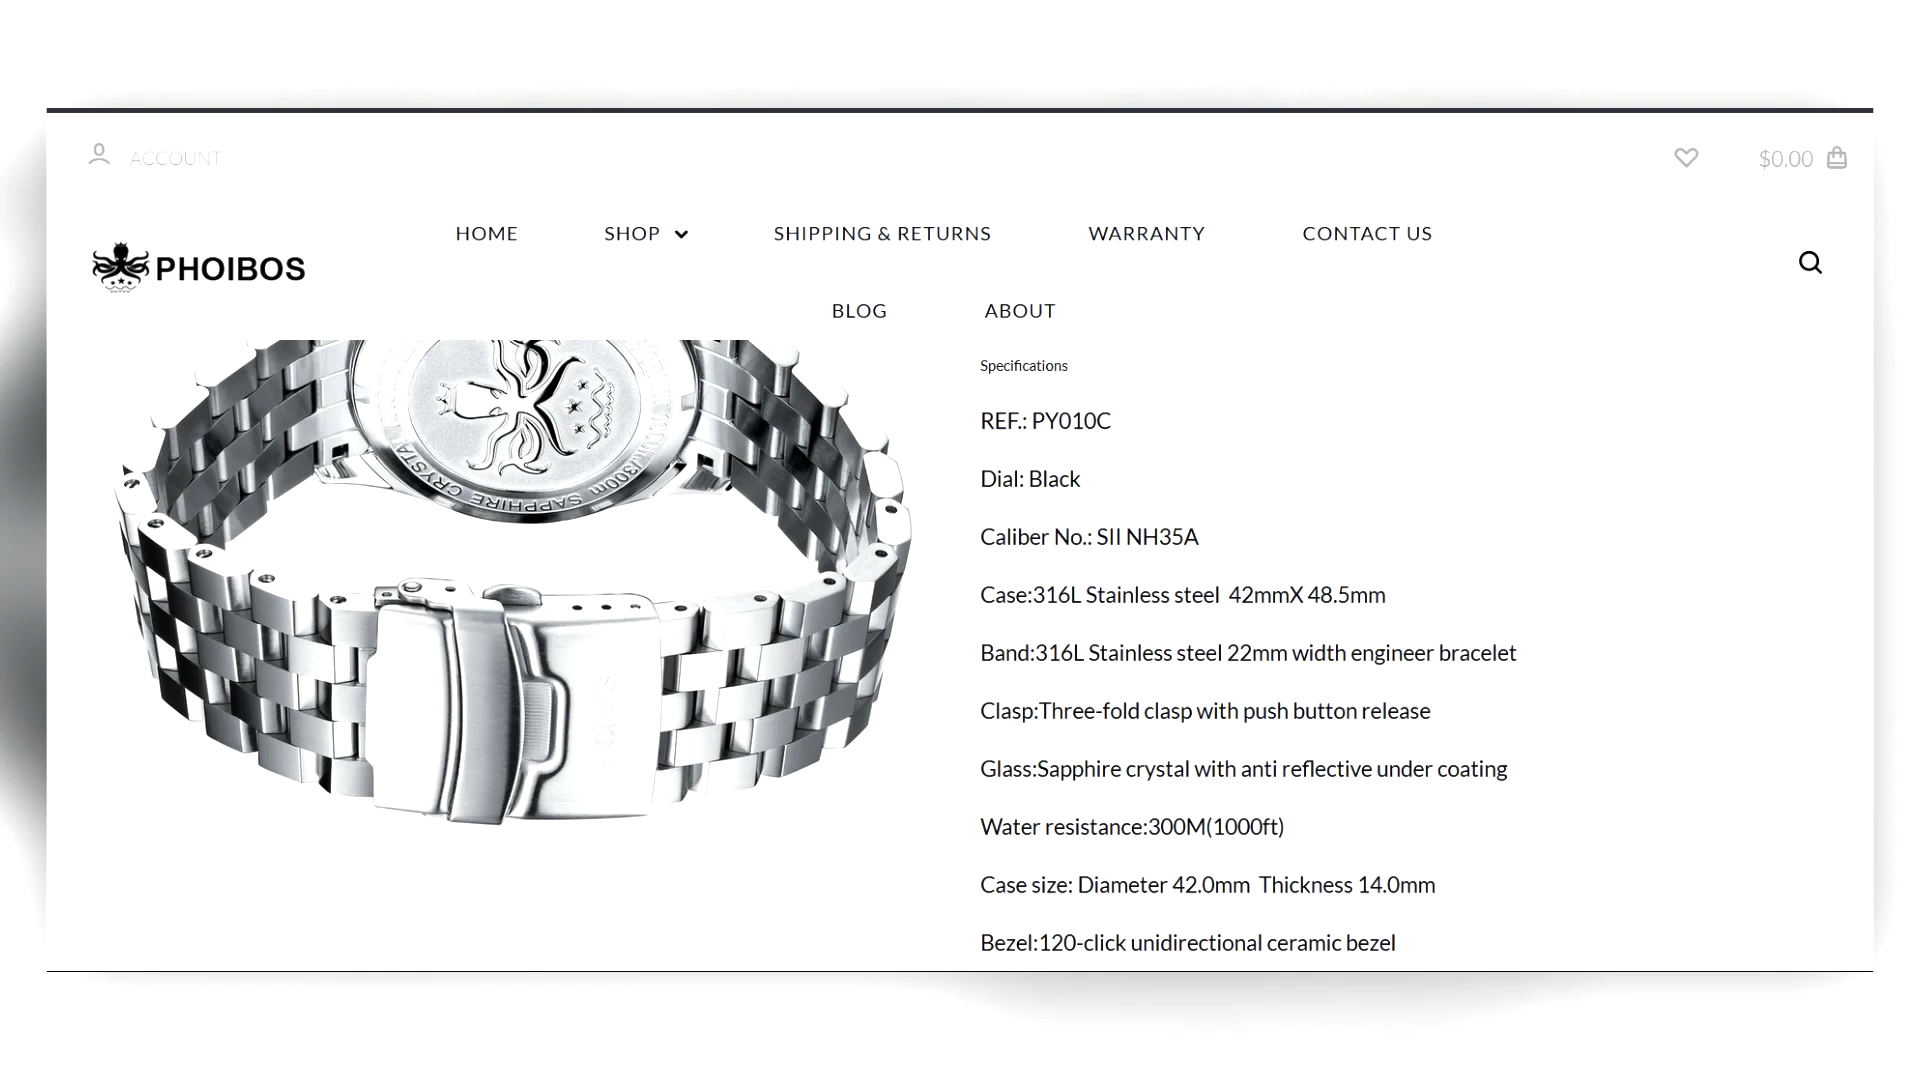 ACCOUNT
$0.00
HOME
SHOP
SHIPPING & RETURNS
WARRANTY
CONTACT US
PHOIBOS
BLOG
ABOUT
300m SAPPHIRE CRYSTAL
Specifications
REF.: PY010C
Dial: Black
Caliber No.: SII NH35A
Case:316L Stainless steel 42mmX 48.5mm
Band:316L Stainless steel 22mm width engineer bracelet
Clasp:Three-fold clasp with push button release
Glass:Sapphire crystal with anti reflective under coating
Water resistance:300M(1000ft)
Case size: Diameter 42.0mm Thickness 14.0mm
Bezel:120-click unidirectional ceramic bezel